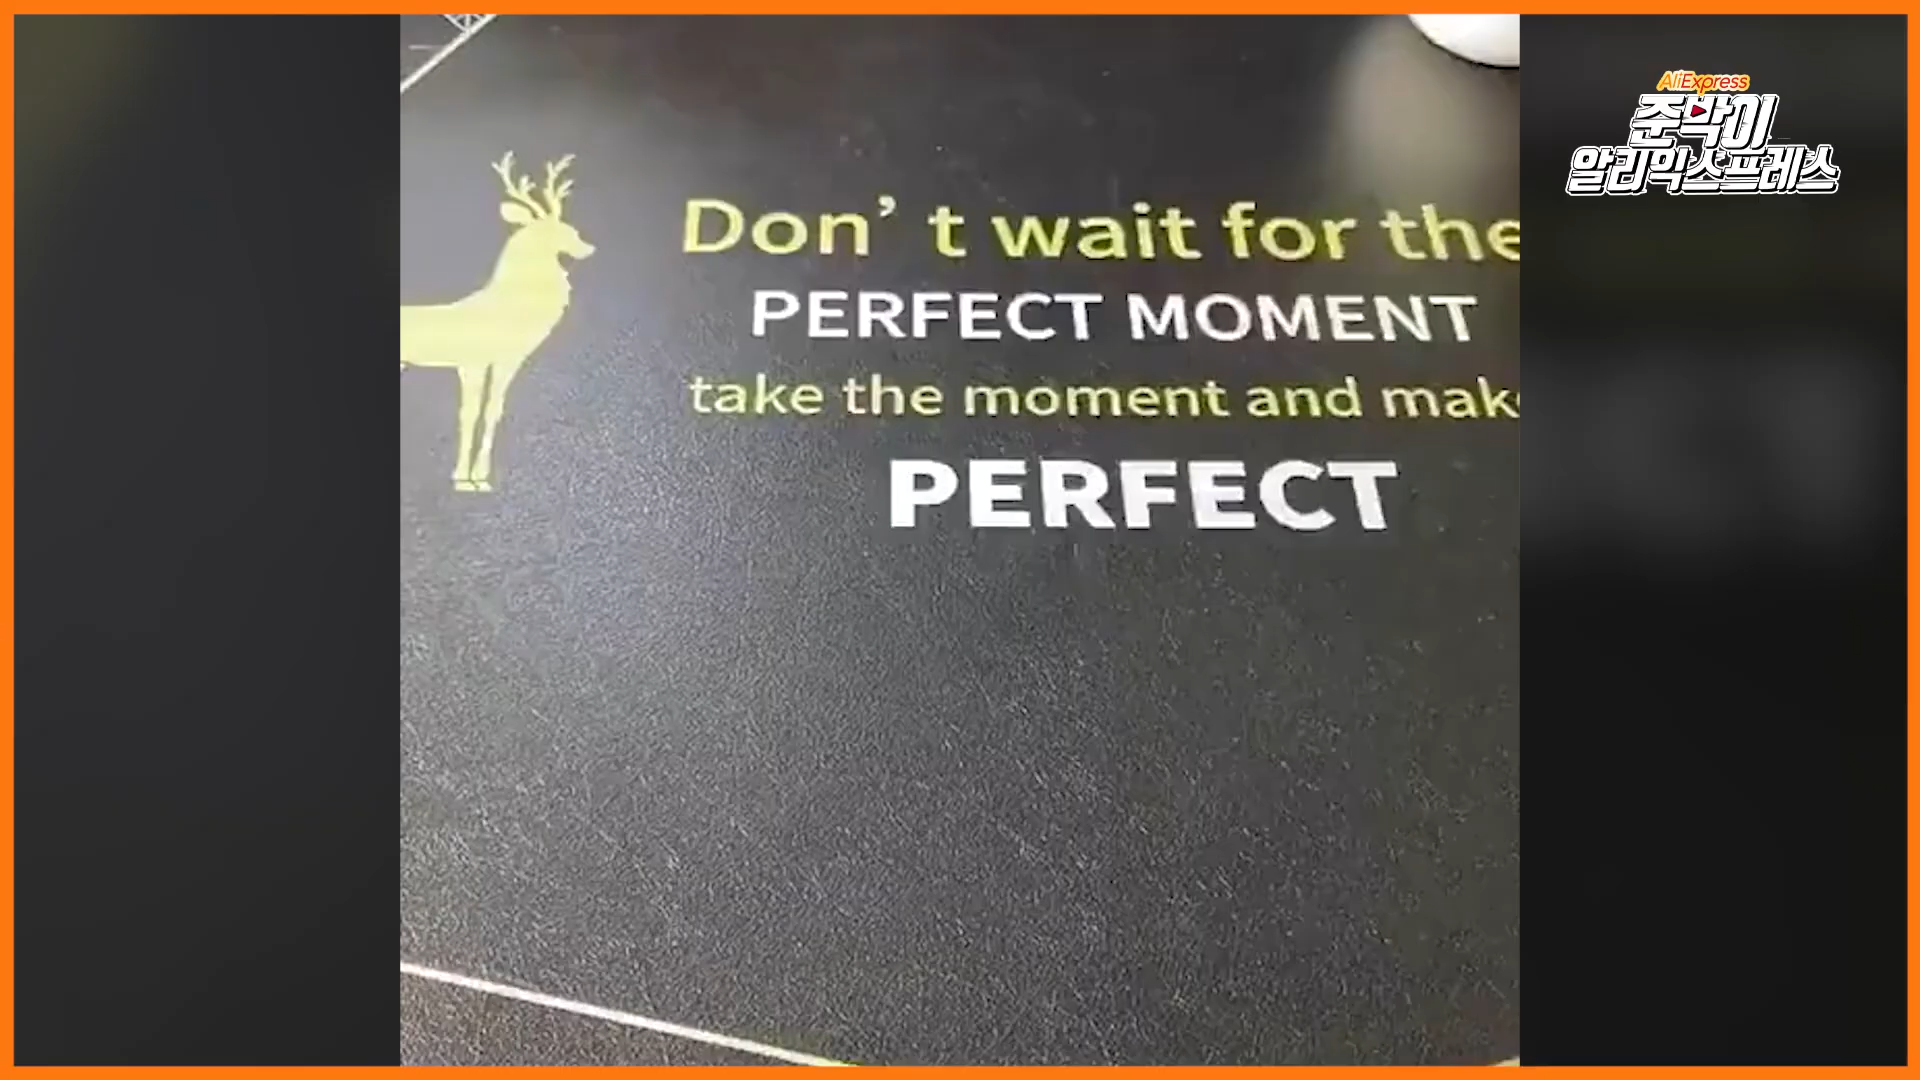 AliExpress
준박이
알리익스프레스
Don’t wait for the
PERFECT MOMENT
take the moment and make
PERFECT